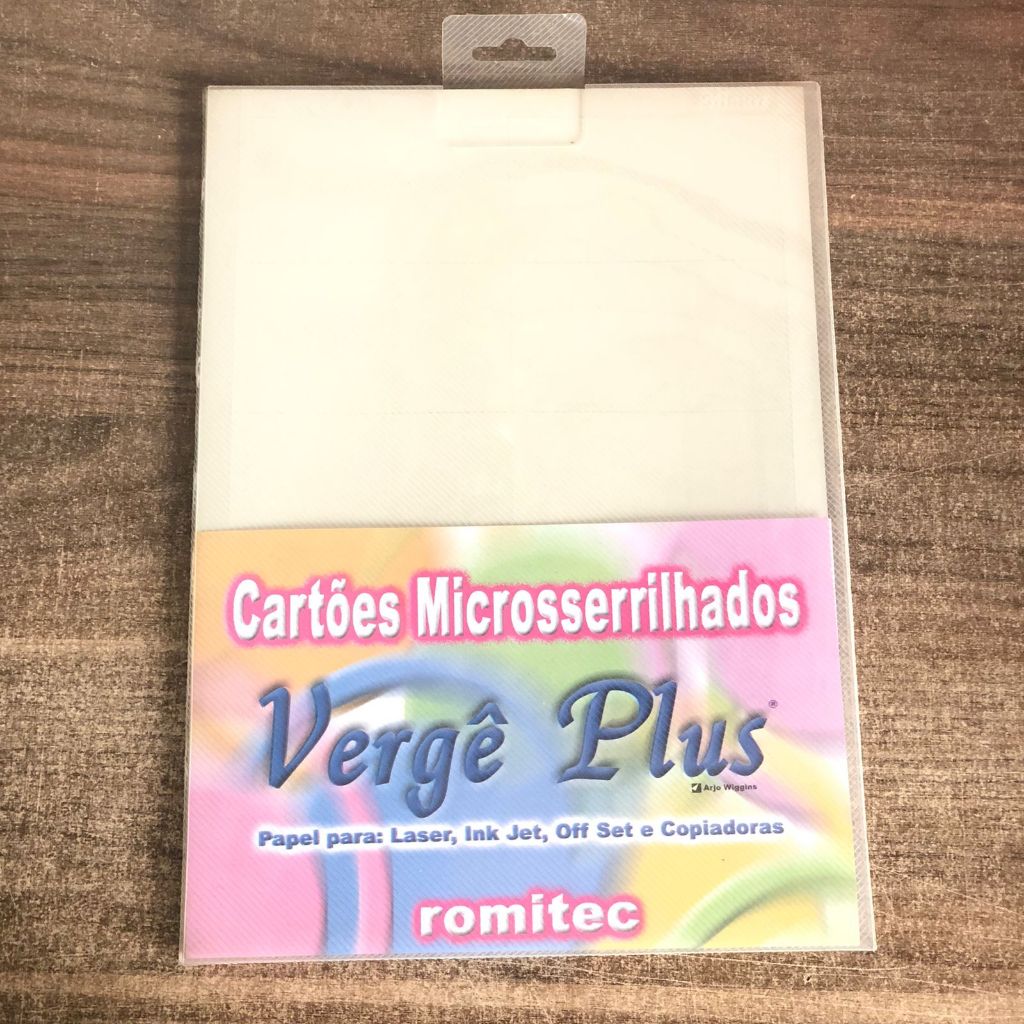 Cartões Microsserrilhados
Vergê Plus®
Arjo Wiggins
Papel para: Laser, Ink Jet, Off Set e Copiadoras
romitec